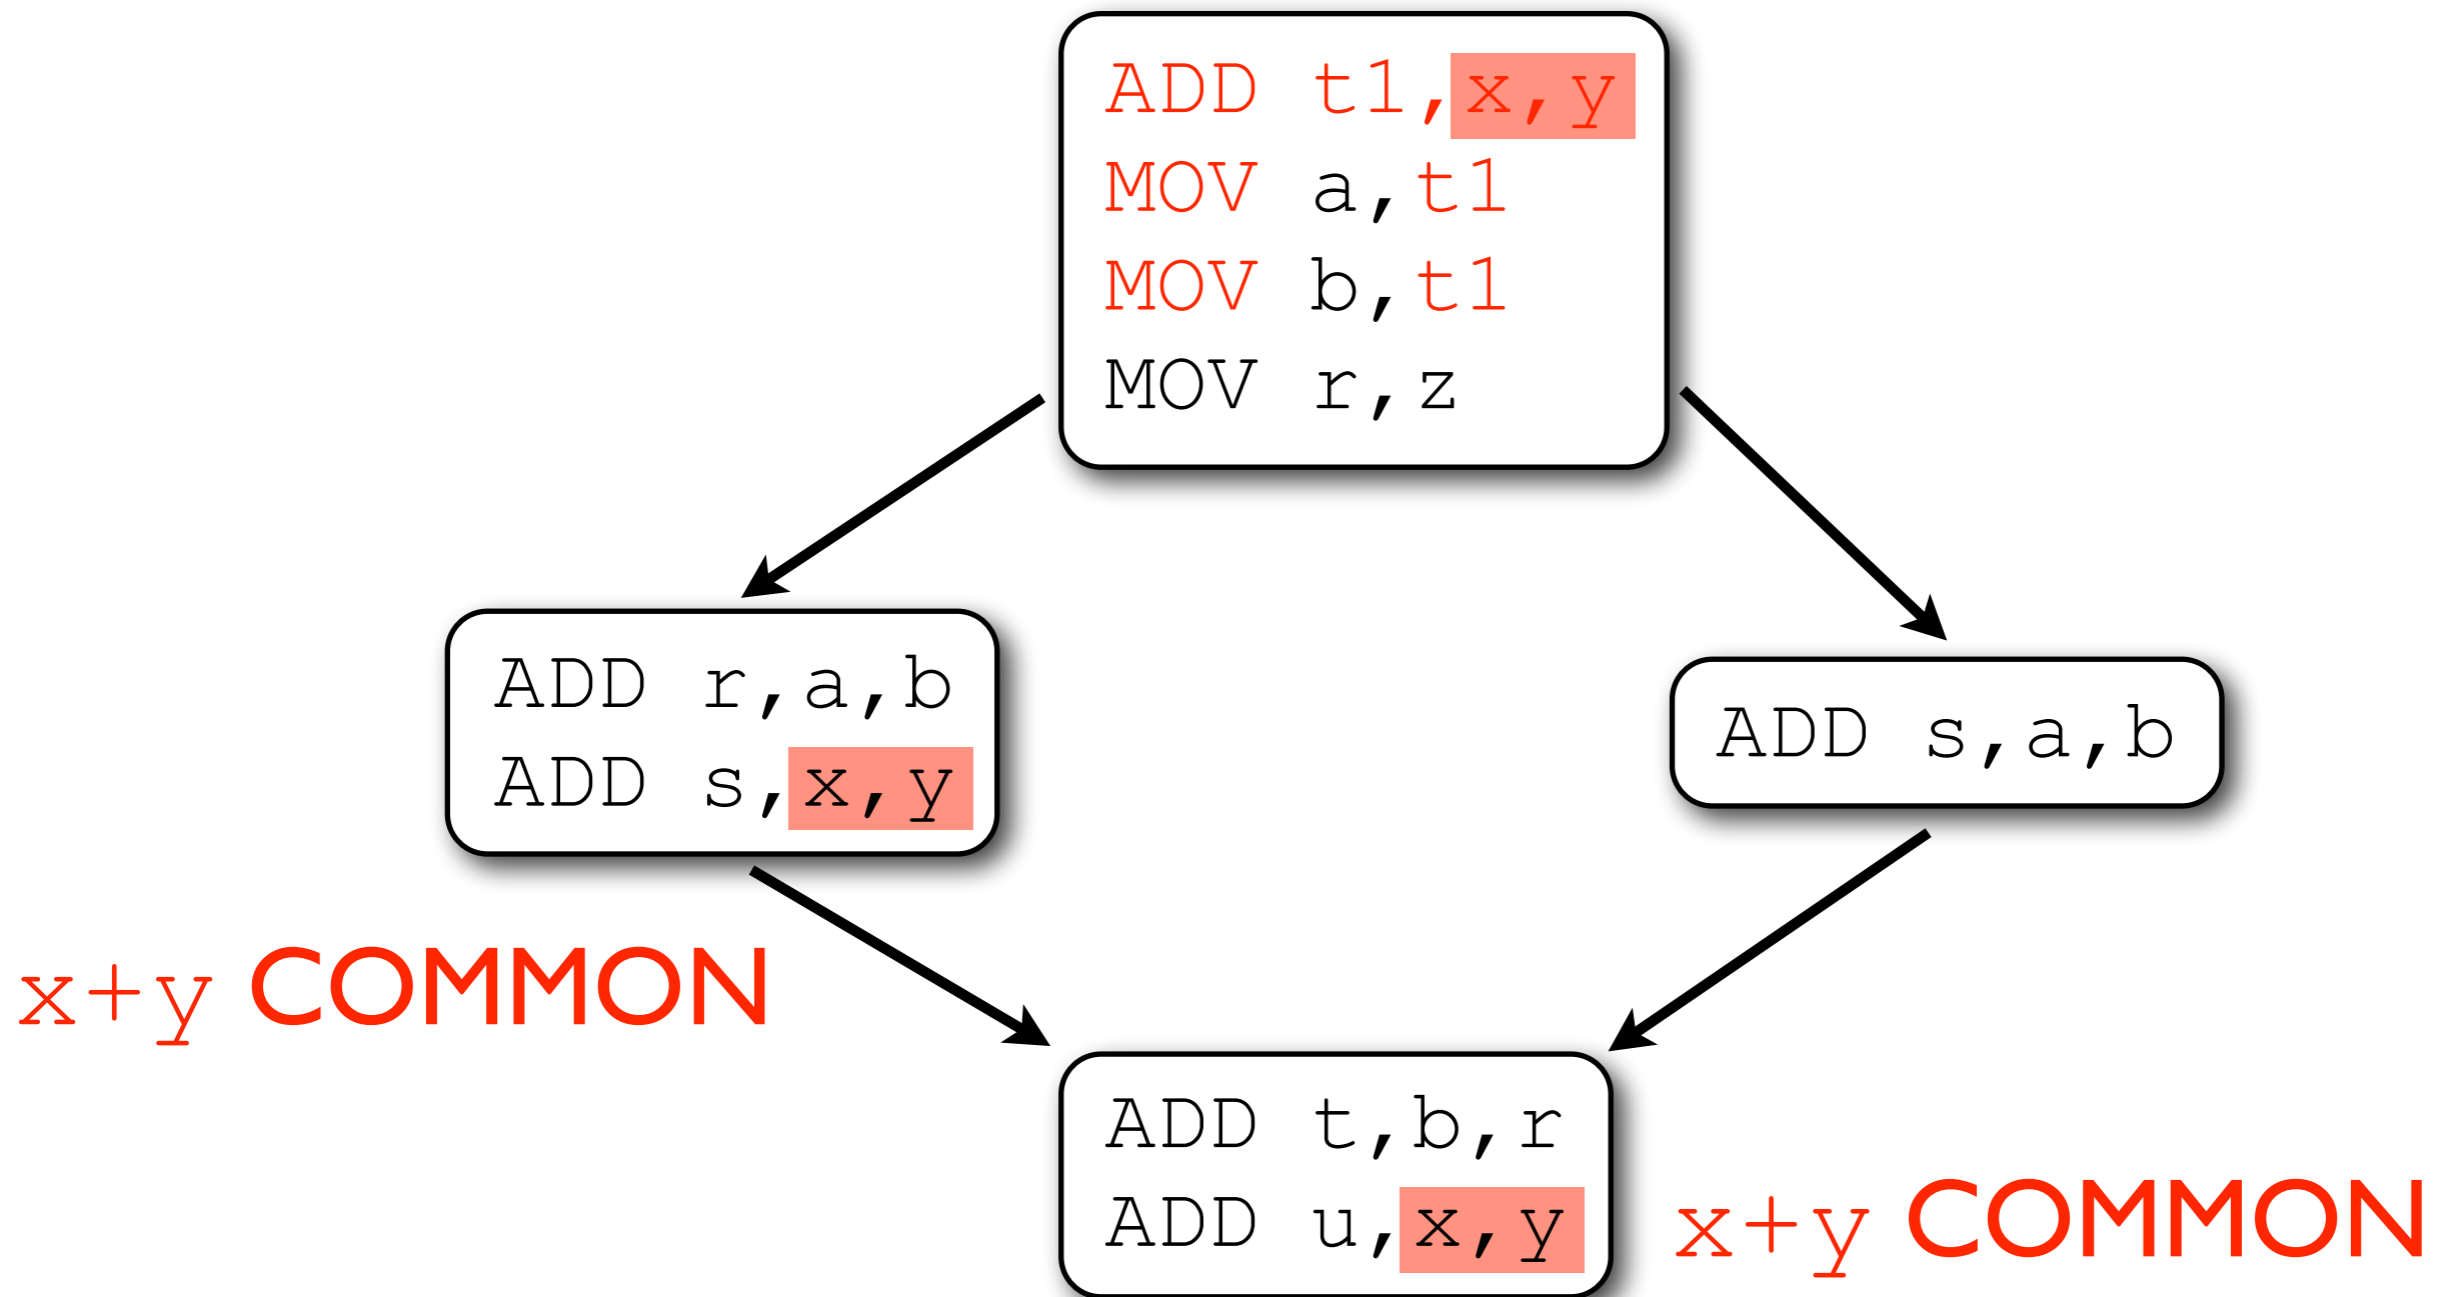 ADD t1,x,y
MOV a,t1
MOV b,t1
MOV r,z
ADD r,a,b
ADD s,x,y
ADD s,a,b
x+y COMMON
ADD t,b,r
ADD u,x,y
x+y COMMON